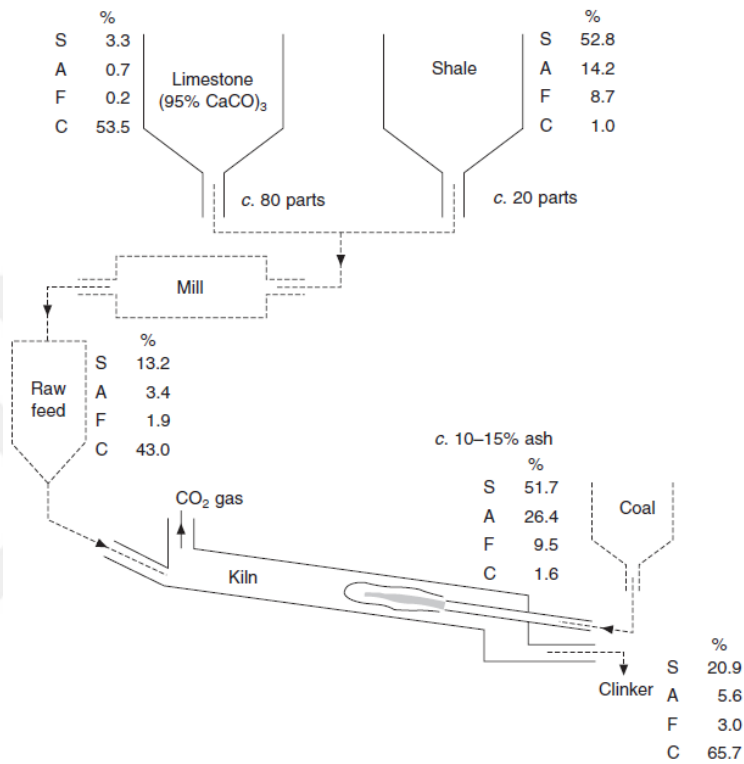 %
S 3.3
A 0.7
F 0.2
C 53.5
Limestone
(95% CaCO)₃
Shale
%
S 52.8
A 14.2
F 8.7
C 1.0
c. 80 parts
c. 20 parts
Mill
Raw
feed
%
S 13.2
A 3.4
F 1.9
C 43.0
CO₂ gas
Kiln
c. 10–15% ash
%
S 51.7
A 26.4
F 9.5
C 1.6
Coal
Clinker
%
S 20.9
A 5.6
F 3.0
C 65.7